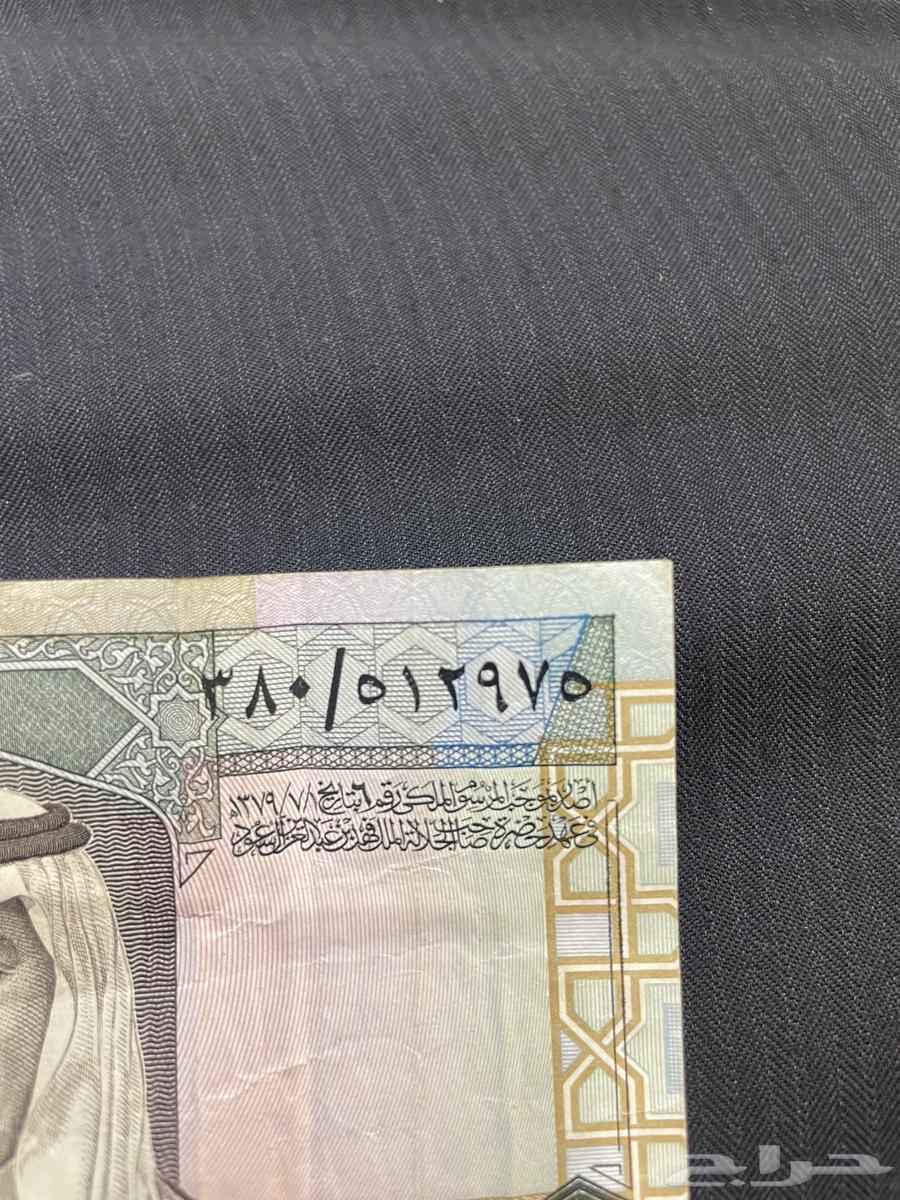 ٣٨٠/٥١٢٩٧٥
أصدرت بموجب المرسوم الملكي رقم ٦ بتاريخ ١٣٧٩/٧/١هـ
في عهد حضرة صاحب الجلالة الملك فهد بن عبد العزيز آل سعود
حراج